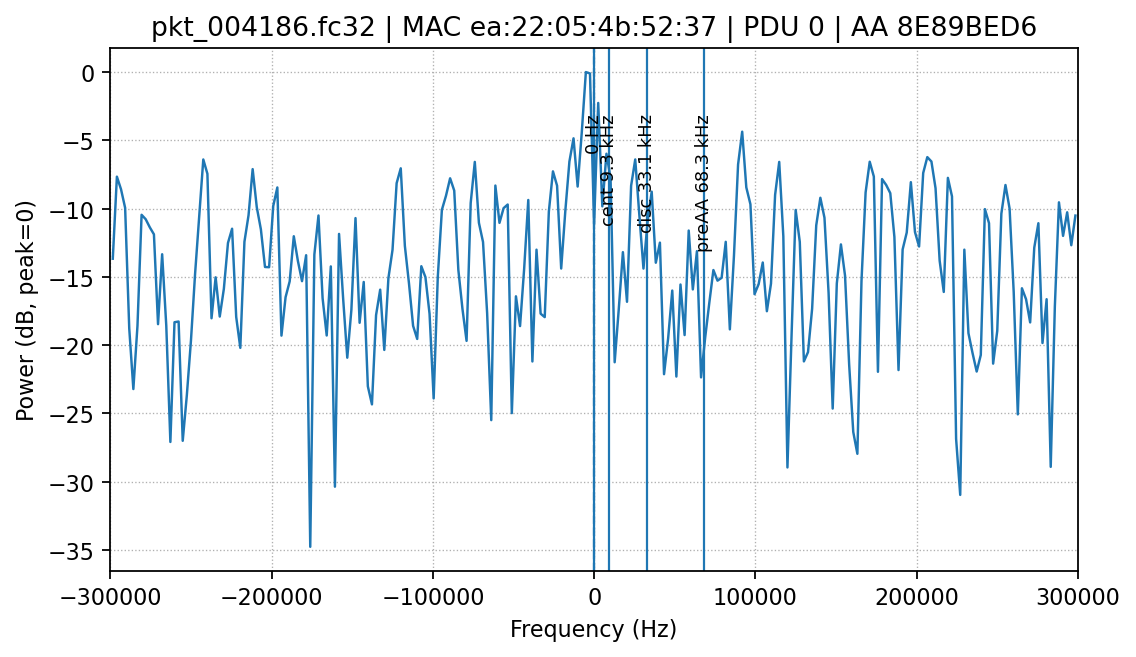 pkt_004186.fc32 | MAC ea:22:05:4b:52:37 | PDU 0 | AA 8E89BED6
Power (dB, peak=0)
0
−5
−10
−15
−20
−25
−30
−35
0 Hz
cent 9.3 kHz
disc 33.1 kHz
preAA 68.3 kHz
−300000
−200000
−100000
0
100000
200000
300000
Frequency (Hz)